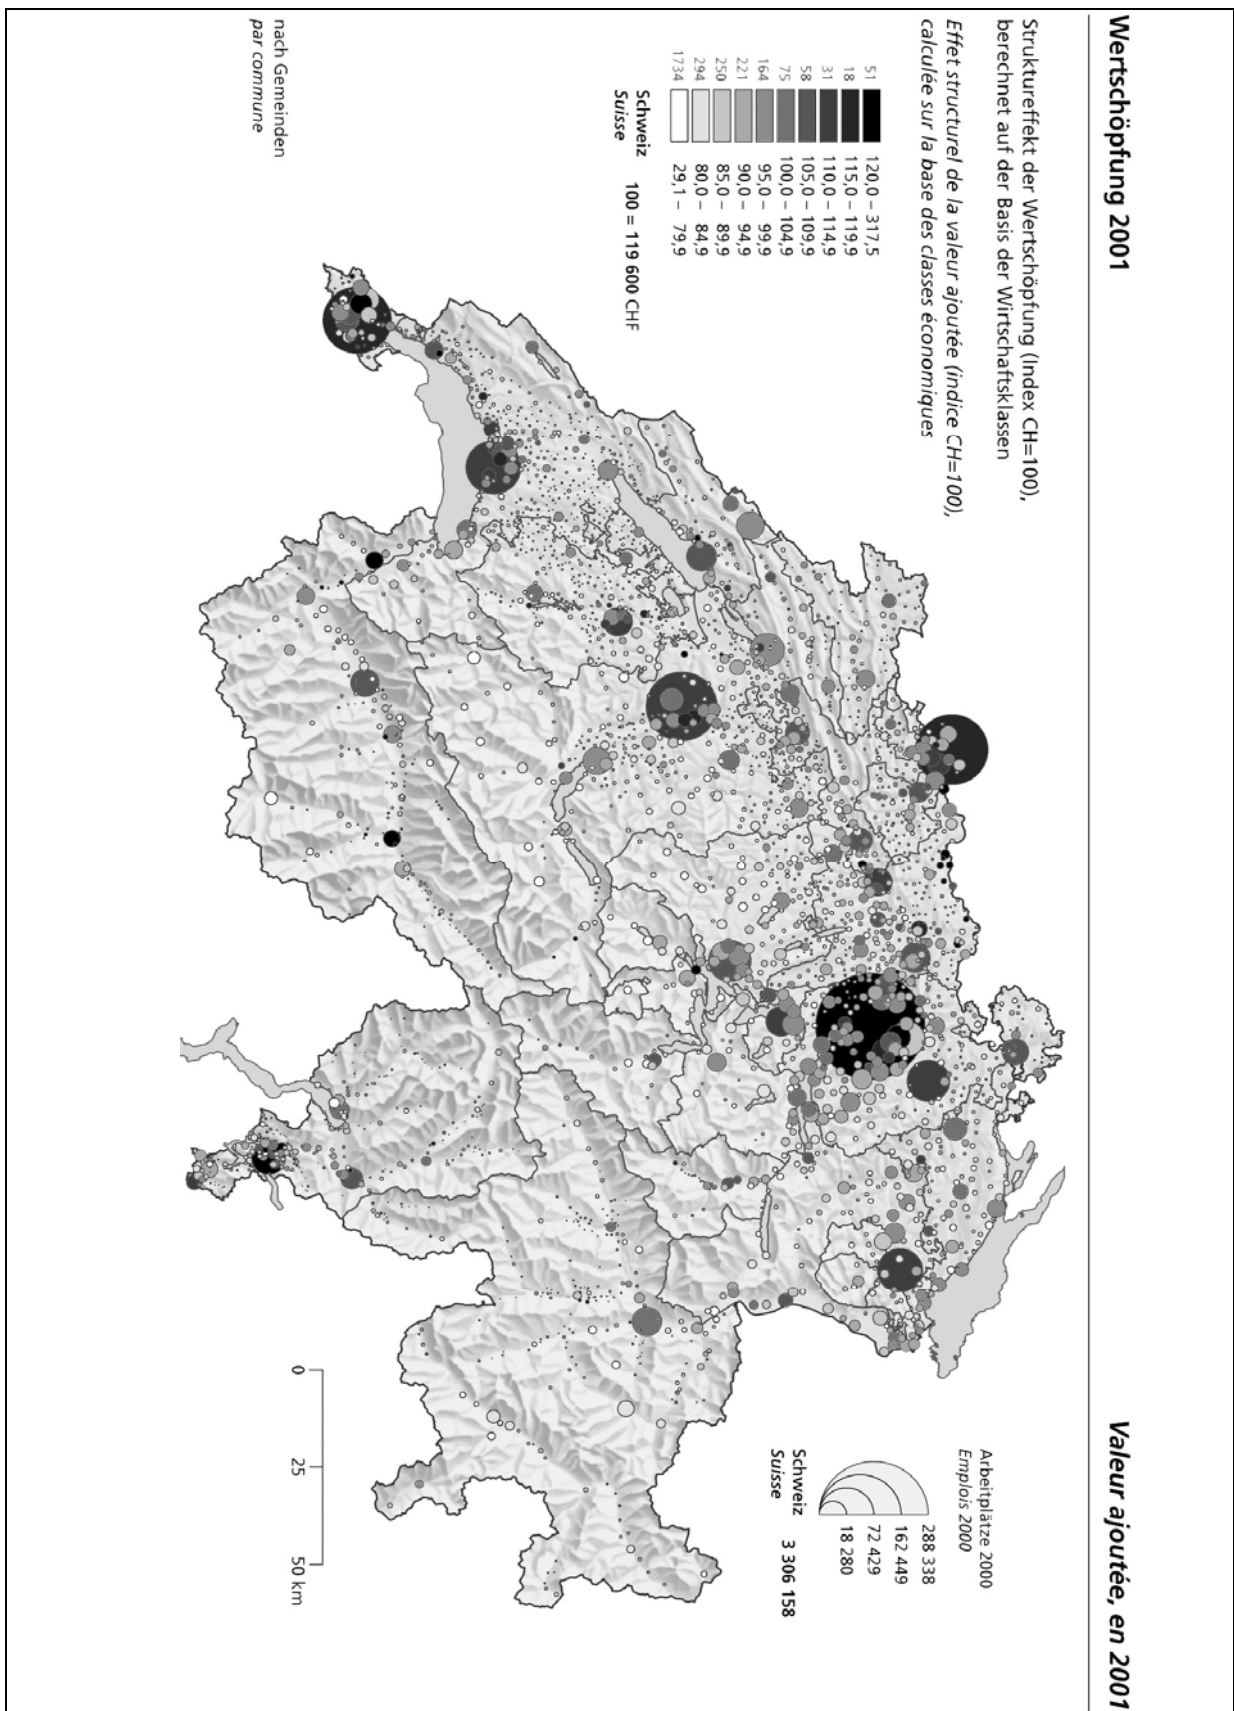 Wertschöpfung 2001
Valeur ajoutée, en 2001
Struktureffekt der Wertschöpfung (Index CH=100),
berechnet auf der Basis der Wirtschaftsklassen
Effet structurel de la valeur ajoutée (indice CH=100),
calculée sur la base des classes économiques
51 120,0 – 317,5
18 115,0 – 119,9
31 110,0 – 114,9
58 105,0 – 109,9
75 100,0 – 104,9
164 95,0 – 99,9
221 90,0 – 94,9
250 85,0 – 89,9
294 80,0 – 84,9
1734 29,1 – 79,9
Schweiz 100 = 119 600 CHF
Suisse
nach Gemeinden
par commune
Arbeitplätze 2000
Emplois 2000
288 338
162 449
72 429
18 280
Schweiz 3 306 158
Suisse
0 25 50 km